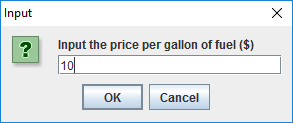 Input
Input the price per gallon of fuel ($)
10
OK
Cancel